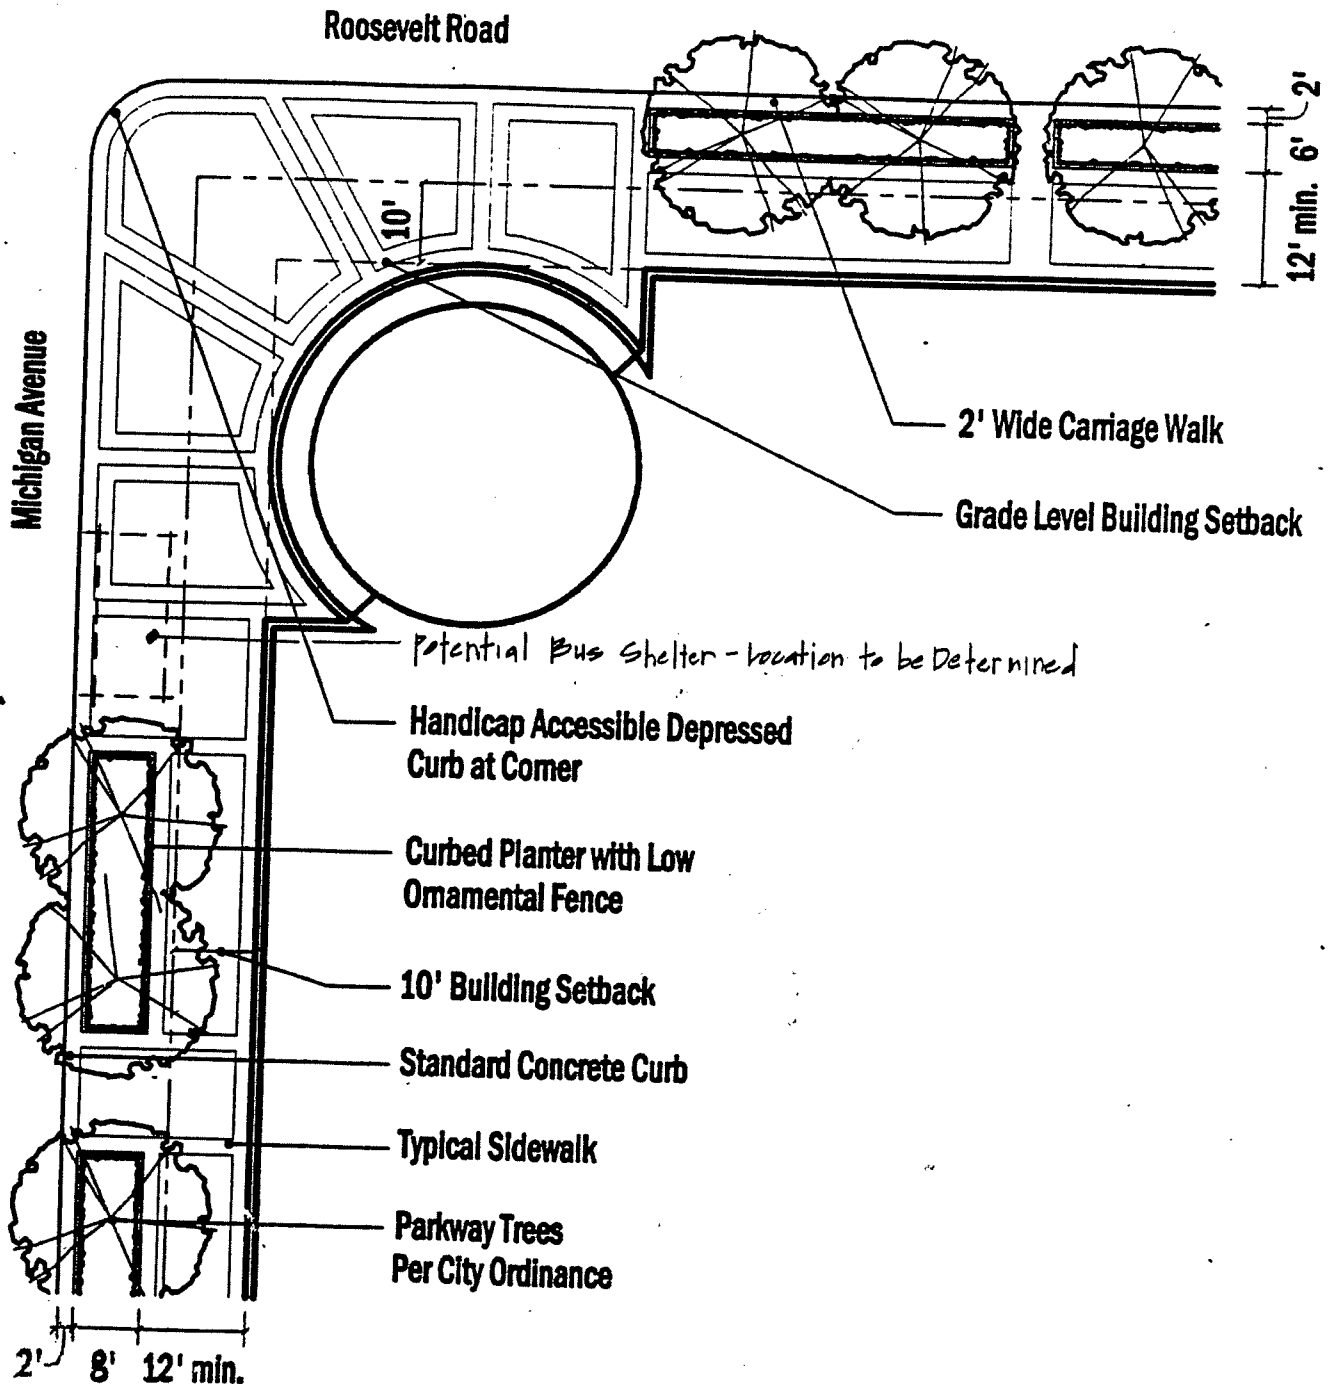 Roosevelt Road
2'
6'
12' min.
10'
Michigan Avenue
2' Wide Carriage Walk
Grade Level Building Setback
Potential Bus Shelter - Location to be Determined
Handicap Accessible Depressed
Curb at Corner
Curbed Planter with Low
Ornamental Fence
10' Building Setback
Standard Concrete Curb
Typical Sidewalk
Parkway Trees
Per City Ordinance
2' 8' 12' min.